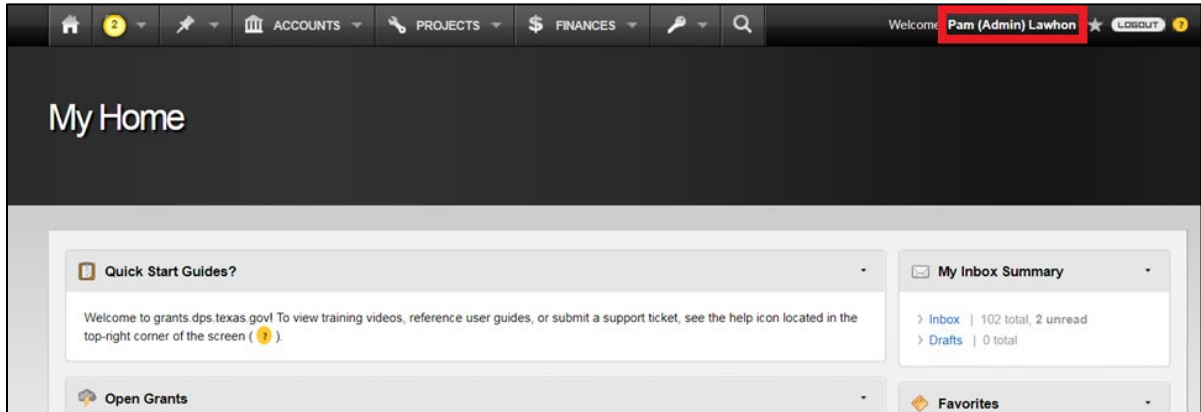 2 ACCOUNTS PROJECTS $ FINANCES Welcome Pam (Admin) Lawhon LOGOUT ?
My Home
Quick Start Guides?
Welcome to grants.dps.texas.gov! To view training videos, reference user guides, or submit a support ticket, see the help icon located in the
top-right corner of the screen ( ? ).
My Inbox Summary
> Inbox | 102 total, 2 unread
> Drafts | 0 total
Open Grants
Favorites